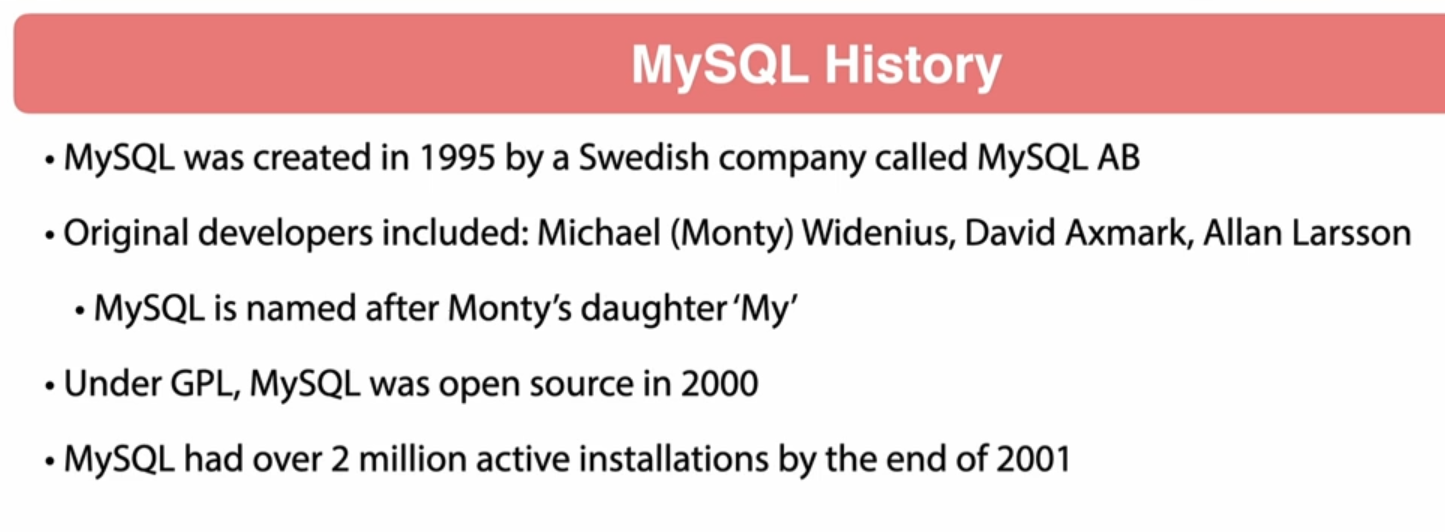 MySQL History
• MySQL was created in 1995 by a Swedish company called MySQL AB
• Original developers included: Michael (Monty) Widenius, David Axmark, Allan Larsson
• MySQL is named after Monty’s daughter ‘My’
• Under GPL, MySQL was open source in 2000
• MySQL had over 2 million active installations by the end of 2001